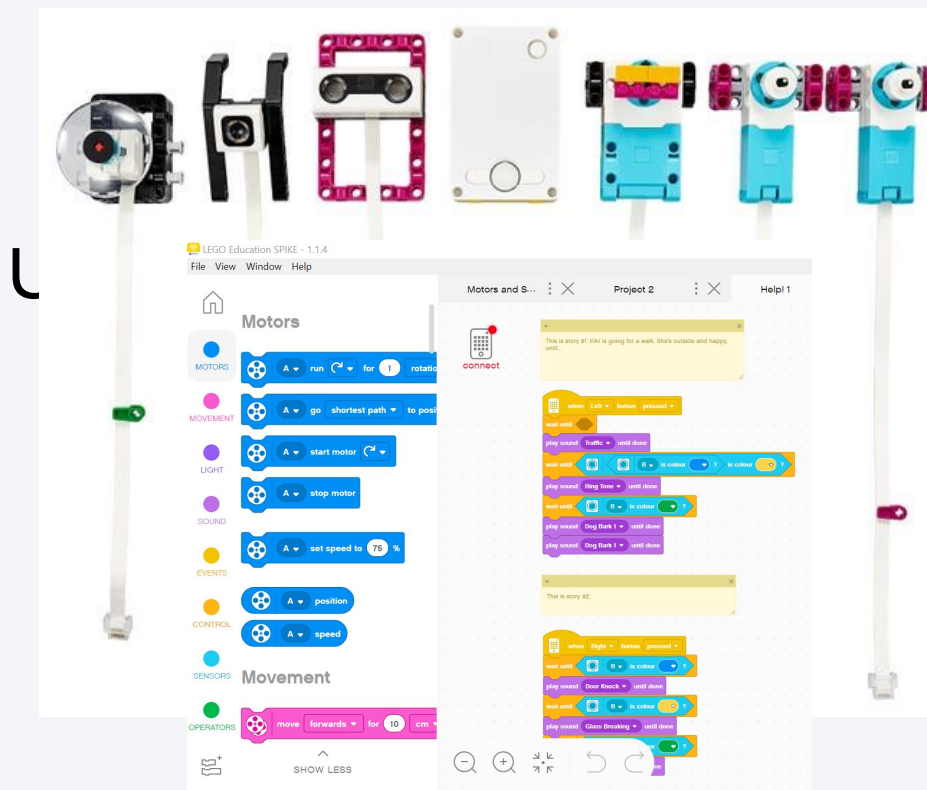 U
LEGO Education SPIKE - 1.1.4
File View Window Help
Motors and S... Project 2 Help! 1
Motors
MOTORS
A run for 1 rotatic
connect
This is story #1: Kiki is going for a walk. She's outside and happy,
until...
MOVEMENT
A go shortest path to posi
when Left button pressed
wait until
LIGHT
A start motor
play sound Traffic until done
wait until B is colour ? is colour ?
A stop motor
play sound Ring Tone until done
wait until B is colour ?
SOUND
play sound Dog Bark 1 until done
play sound Dog Bark 1 until done
A set speed to 75 %
EVENTS
This is story #2:
A position
CONTROL
A speed
when Right button pressed
wait until B is colour ?
SENSORS
Movement
play sound Door Knock until done
wait until B is colour ?
OPERATORS
move forwards for 10 cm
play sound Glass Breaking until done
SHOW LESS